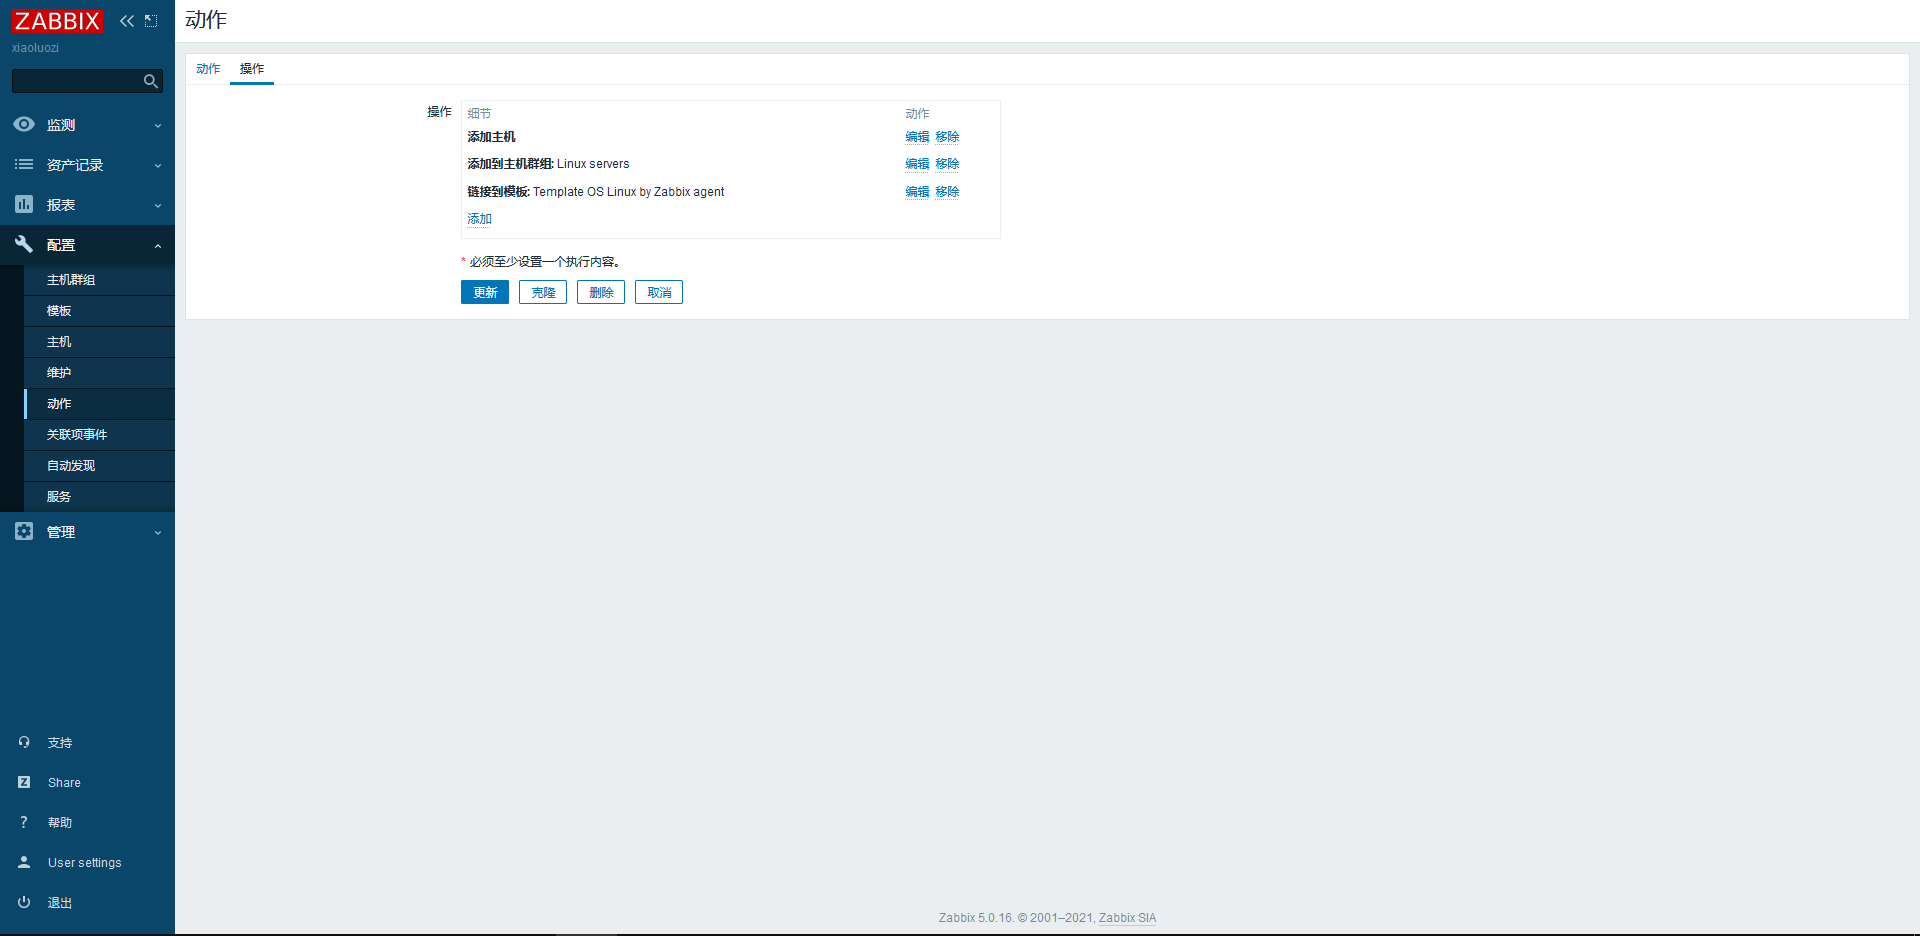 ZABBIX
xiaoluozi
监测
资产记录
报表
配置
主机群组
模板
主机
维护
动作
关联项事件
自动发现
服务
管理
支持
Share
帮助
User settings
退出
动作
动作 操作
操作 细节 动作
添加主机 编辑 移除
添加到主机群组: Linux servers 编辑 移除
链接到模板: Template OS Linux by Zabbix agent 编辑 移除
添加
* 必须至少设置一个执行内容。
更新 克隆 删除 取消
Zabbix 5.0.16. © 2001–2021, Zabbix SIA